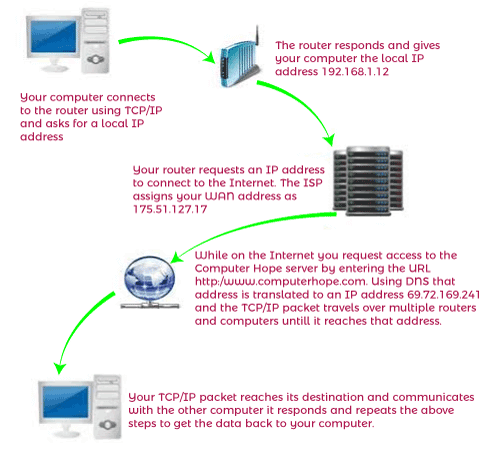 The router responds and gives
your computer the local IP
address 192.168.1.12
Your computer connects
to the router using TCP/IP
and asks for a local IP
address
Your router requests an IP address
to connect to the Internet. The ISP
assigns your WAN address as
175.51.127.17
While on the Internet you request access to the
Computer Hope server by entering the URL
http:/www.computerhope.com. Using DNS that
address is translated to an IP address 69.72.169.241
and the TCP/IP packet travels over multiple routers
and computers untill it reaches that address.
Your TCP/IP packet reaches its destination and communicates
with the other computer it responds and repeats the above
steps to get the data back to your computer.